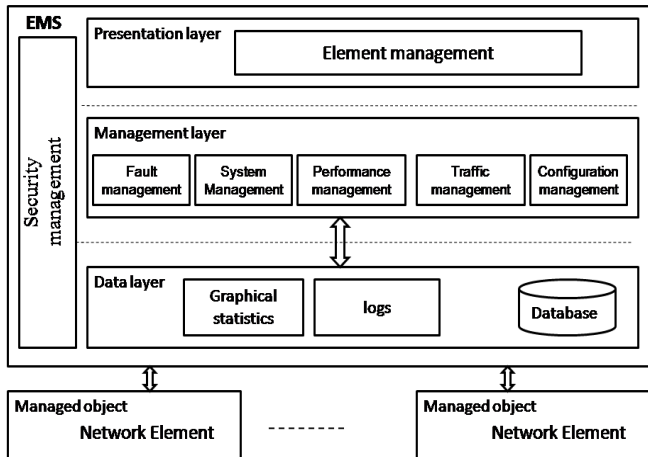 EMS
Security
management
Presentation layer
Element management
Management layer
Fault
management
System
Management
Performance
management
Traffic
management
Configuration
management
Data layer
Graphical
statistics
logs
Database
Managed object
Network Element
Managed object
Network Element